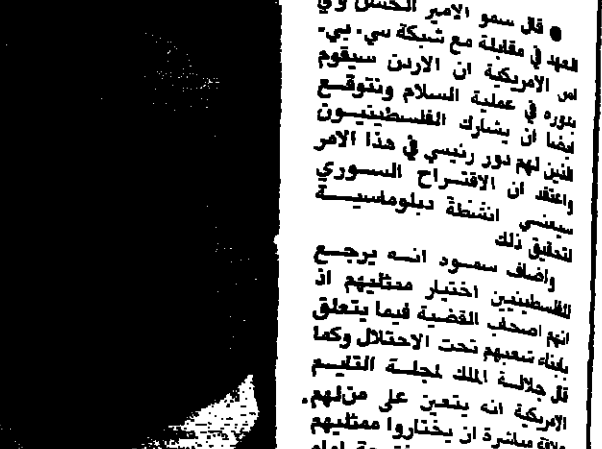 ● قال سمو الامير الحسن ولي
العهد في مقابلة مع شبكة سي. بي.
اس الامريكية ان الاردن سيقوم
بدوره في عملية السلام ونتوقع
ايضا ان يشارك الفلسطينيون
الذين لهم دور رئيسي في هذا الامر
واعتقد ان الاقتراح السوري
سيعني انشطة دبلوماسية
لتحقيق ذلك
واضاف سموه انه يرجع
للفلسطينيين اختيار ممثليهم اذ
انهم اصحاب القضية فيما يتعلق
بابناء شعبهم تحت الاحتلال وكما
قال جلالة الملك لمجلة التايم
الامريكية انه يتعين على من لهم
علاقة مباشرة ان يختاروا ممثليهم